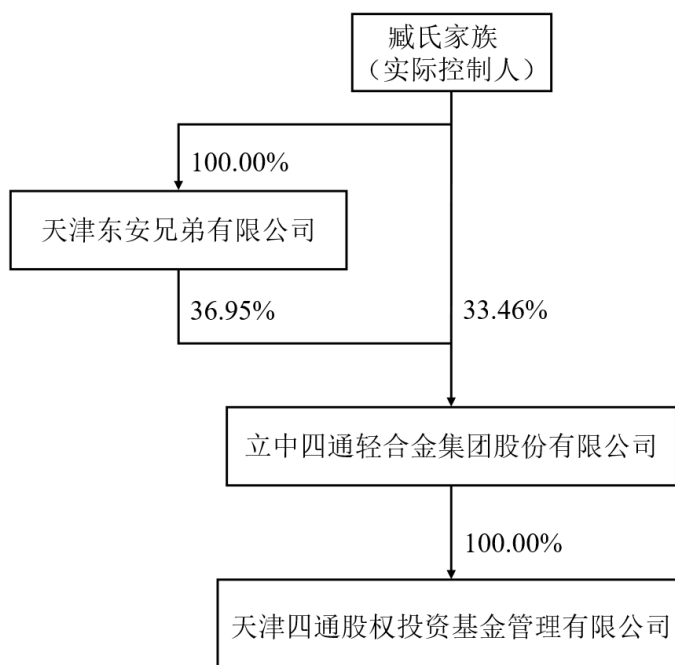 臧氏家族
（实际控制人）
100.00%
天津东安兄弟有限公司
36.95%
33.46%
立中四通轻合金集团股份有限公司
100.00%
天津四通股权投资基金管理有限公司